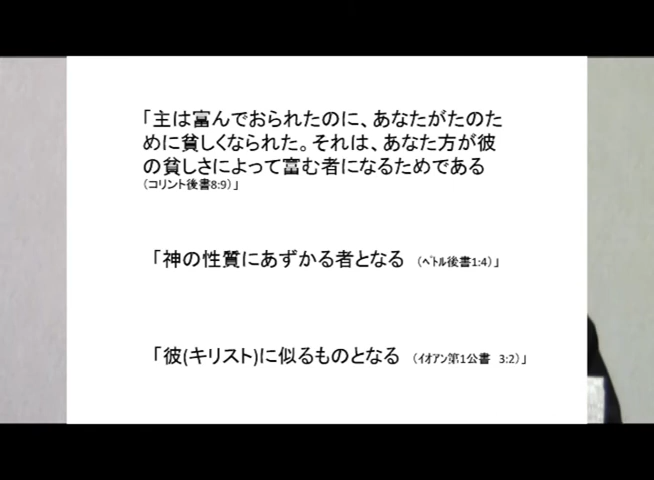 「主は富んでおられたのに、あなたがたのた
めに貧しくなられた。それは、あなた方が彼
の貧しさによって富む者になるためである
(コリント後書8:9)」
「神の性質にあずかる者となる (ペトル後書1:4)」
「彼(キリスト)に似るものとなる (イオアン第1公書 3:2)」